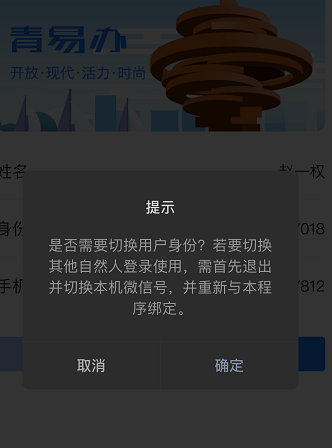 青易办
开放·现代·活力·时尚
姓名
赵一权
身份
7018
手机
7812
提示
是否需要切换用户身份？若要切换
其他自然人登录使用，需首先退出
并切换本机微信号，并重新与本程
序绑定。
取消
确定